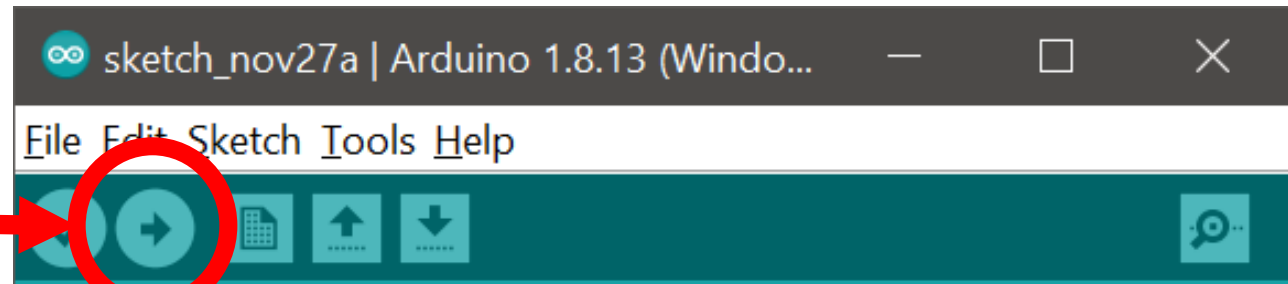 sketch_nov27a | Arduino 1.8.13 (Windo...
File Edit Sketch Tools Help